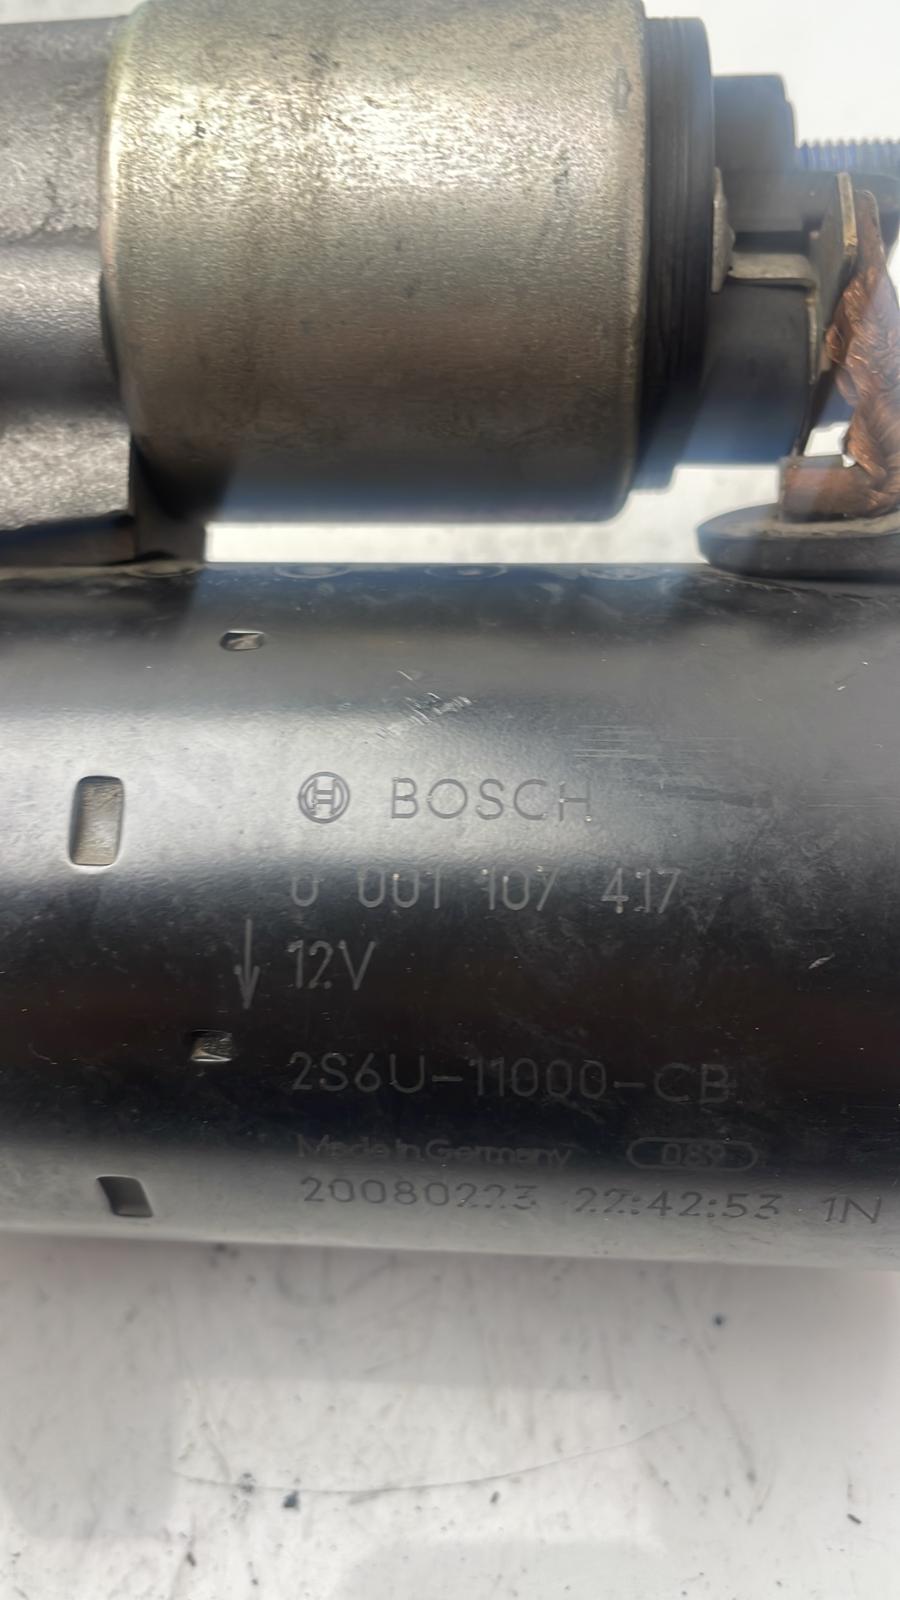 BOSCH
0 001 107 417
12V
2S6U-11000-CB
Made in Germany 089
20080223 22:42:53 1N